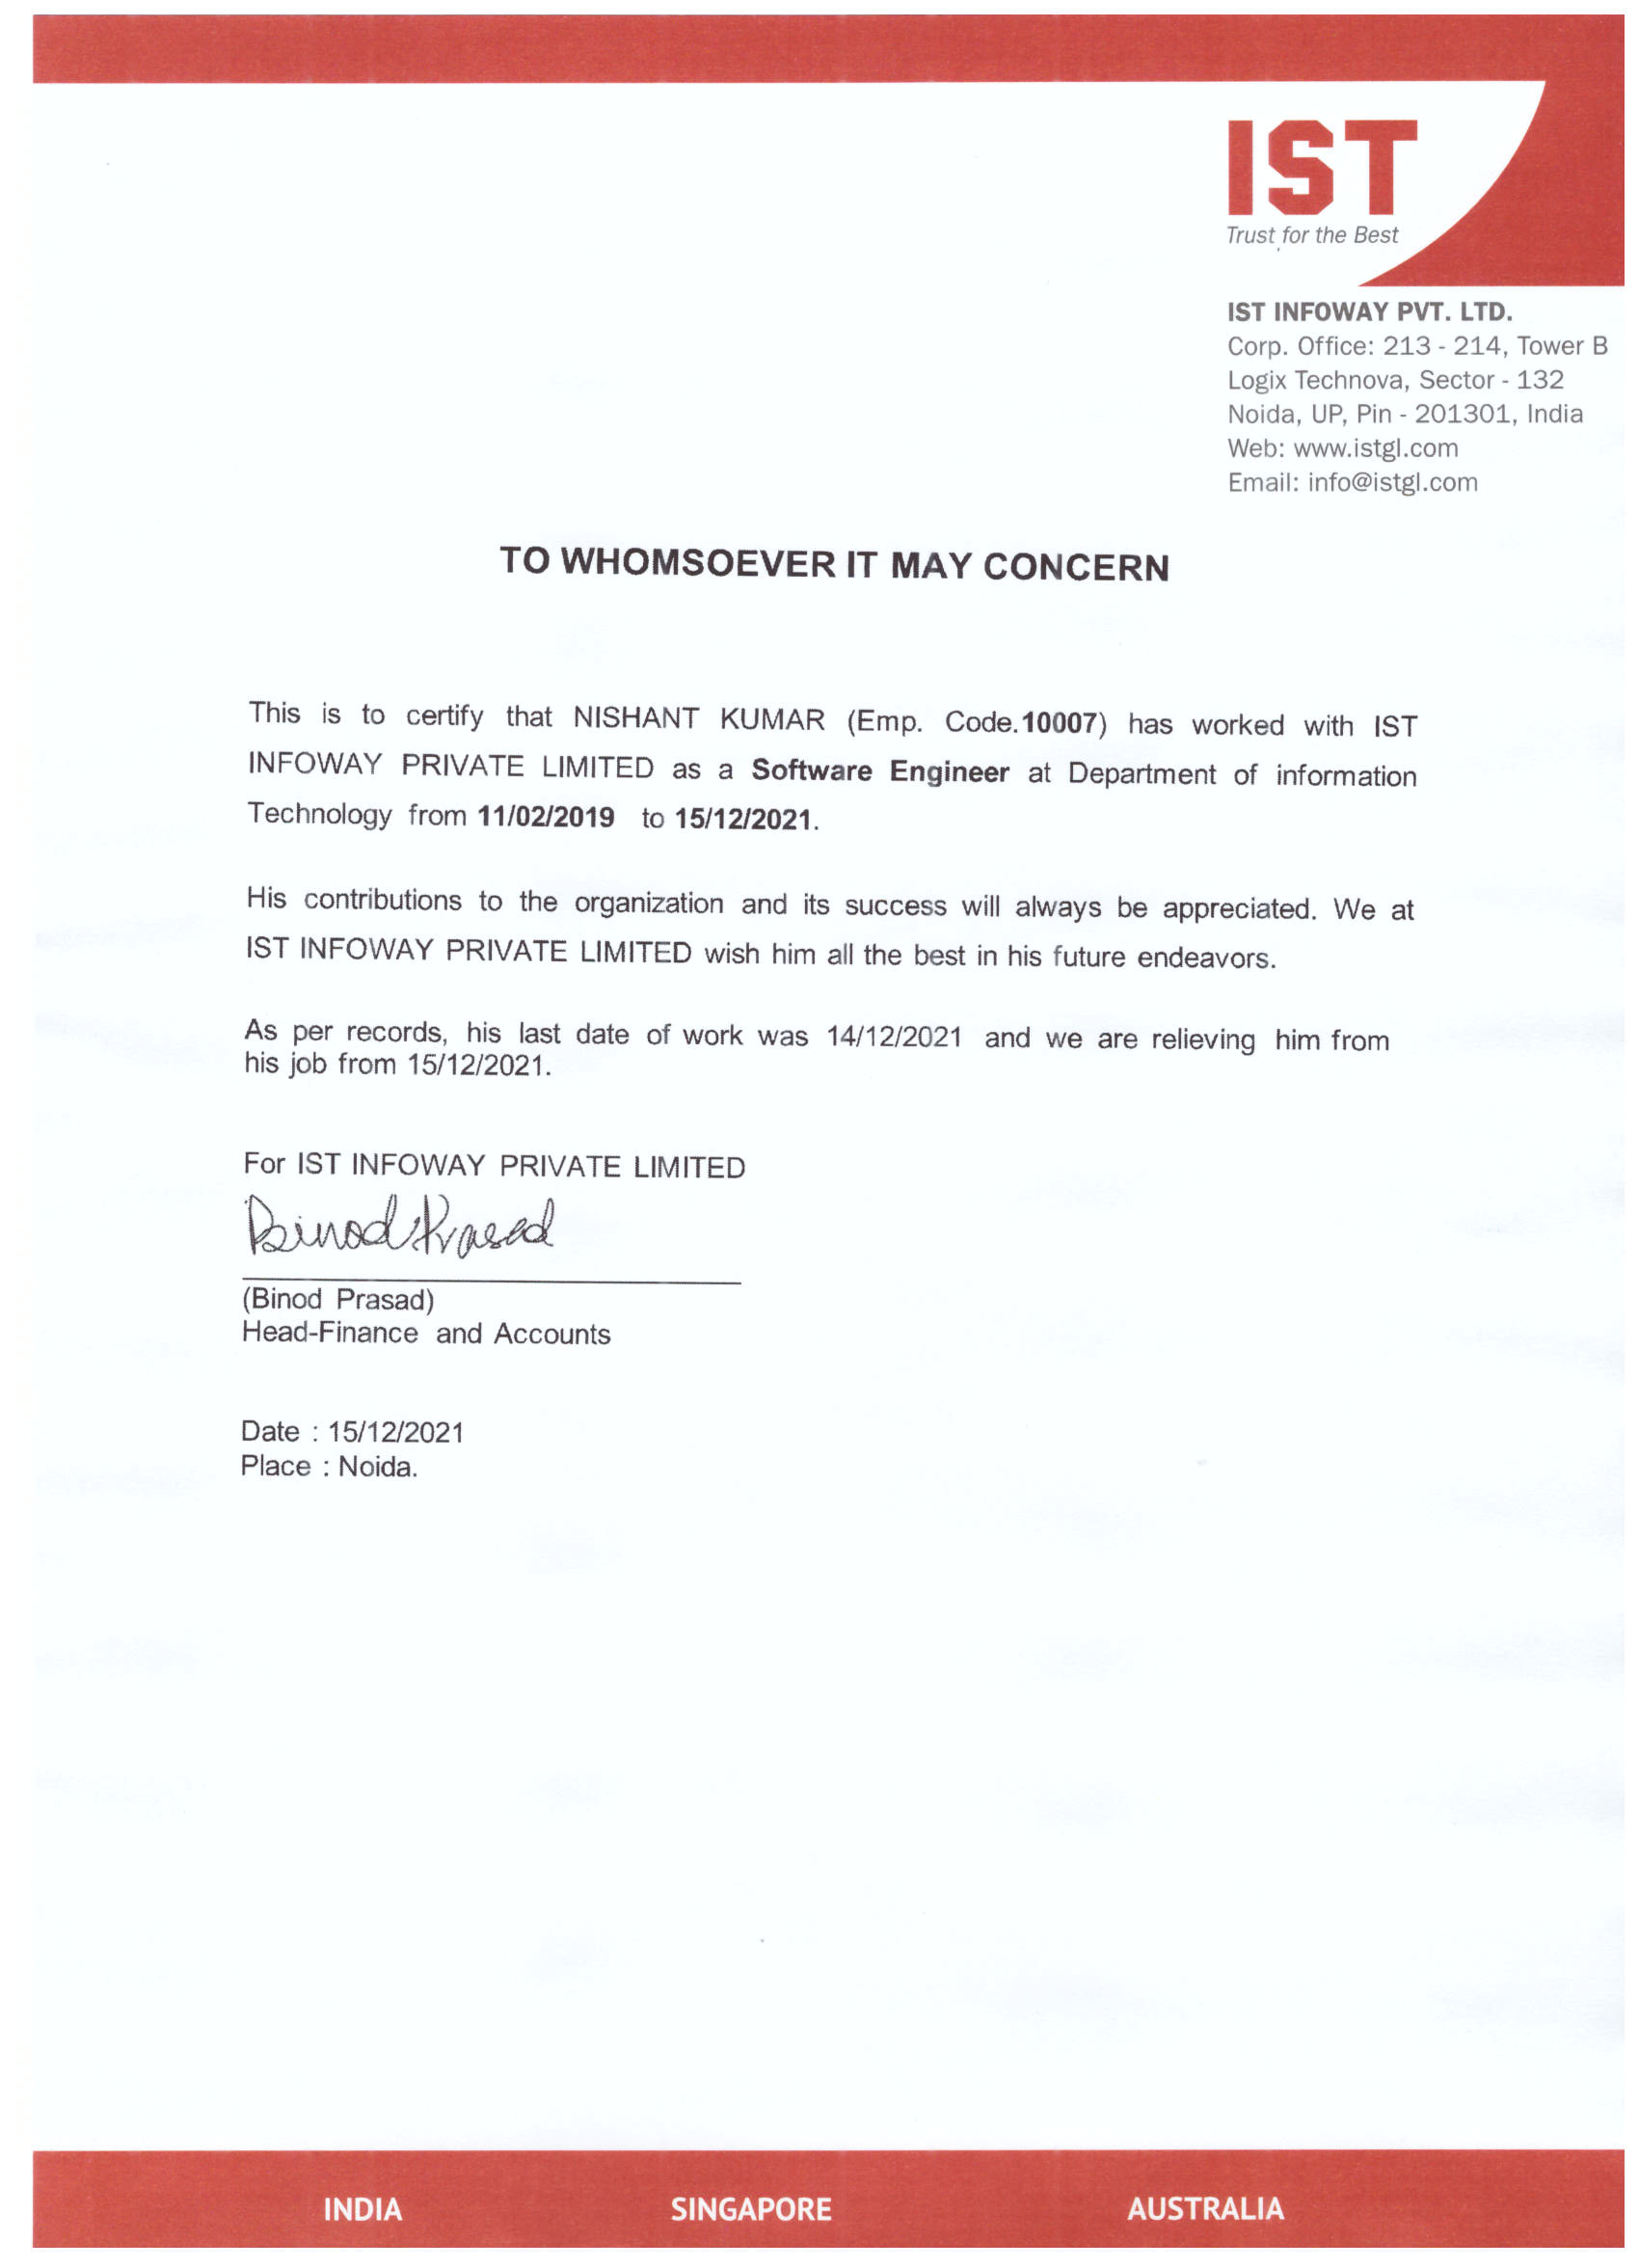 IST
Trust for the Best
IST INFOWAY PVT. LTD.
Corp. Office: 213 - 214, Tower B
Logix Technova, Sector - 132
Noida, UP, Pin - 201301, India
Web: www.istgl.com
Email: info@istgl.com
TO WHOMSOEVER IT MAY CONCERN
This is to certify that NISHANT KUMAR (Emp. Code.10007) has worked with IST
INFOWAY PRIVATE LIMITED as a Software Engineer at Department of information
Technology from 11/02/2019 to 15/12/2021.
His contributions to the organization and its success will always be appreciated. We at
IST INFOWAY PRIVATE LIMITED wish him all the best in his future endeavors.
As per records, his last date of work was 14/12/2021 and we are relieving him from
his job from 15/12/2021.
For IST INFOWAY PRIVATE LIMITED
Binod Prasad
(Binod Prasad)
Head-Finance and Accounts
Date : 15/12/2021
Place : Noida.
INDIA SINGAPORE AUSTRALIA